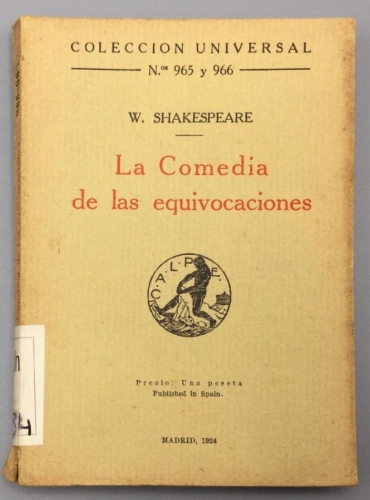 COLECCION UNIVERSAL
N.os 965 y 966
W. SHAKESPEARE
La Comedia
de las equivocaciones
CALPE
Precio: Una peseta
Published in Spain.
MADRID, 1924